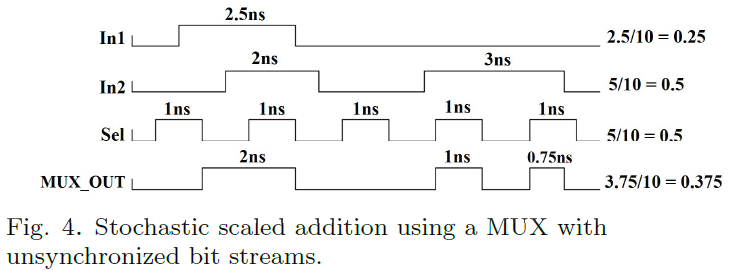 2.5ns
In1
2.5/10 = 0.25
2ns
3ns
In2
5/10 = 0.5
1ns
1ns
1ns
1ns
1ns
Sel
5/10 = 0.5
2ns
1ns
0.75ns
MUX_OUT
3.75/10 = 0.375
Fig. 4. Stochastic scaled addition using a MUX with
unsynchronized bit streams.